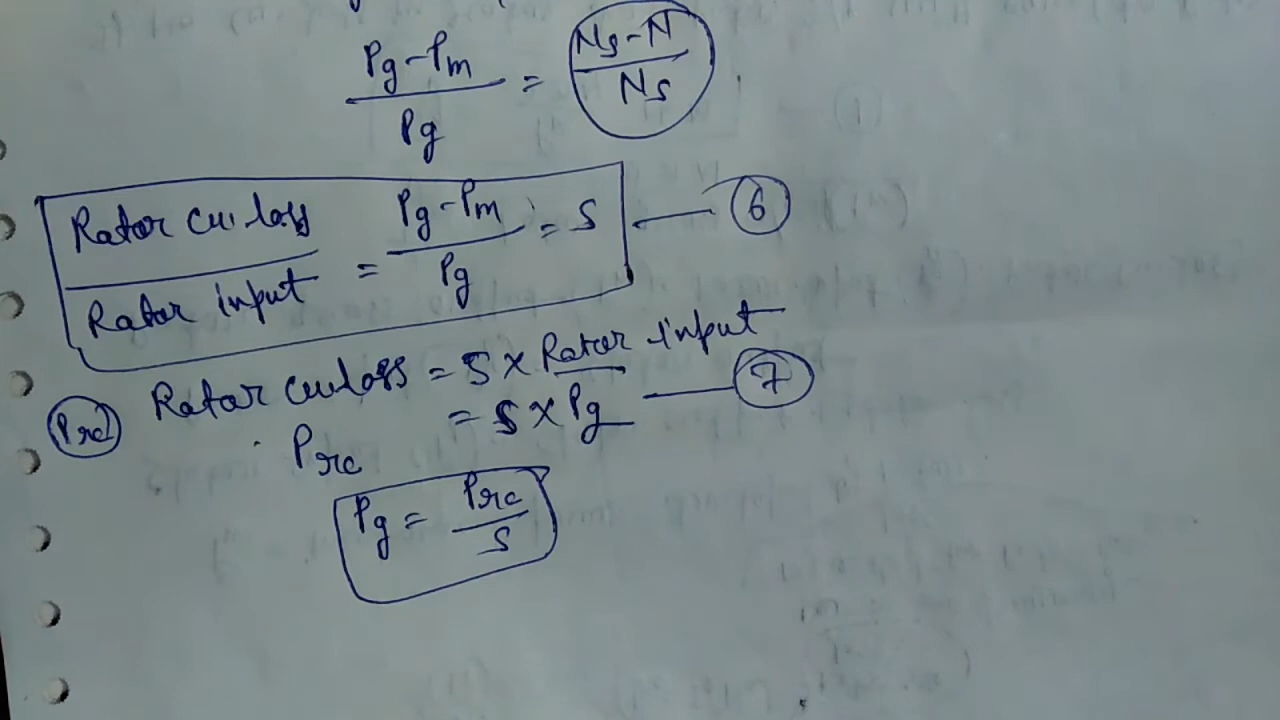 Pg-Pm / Pg = Ns-N / Ns
Rotor cu. loss / Rotor input = Pg-Pm / Pg = S — 6
Prc Rotor cu loss = S × Rotor input
= S × Pg — 7
Prc
Pg = Prc / S